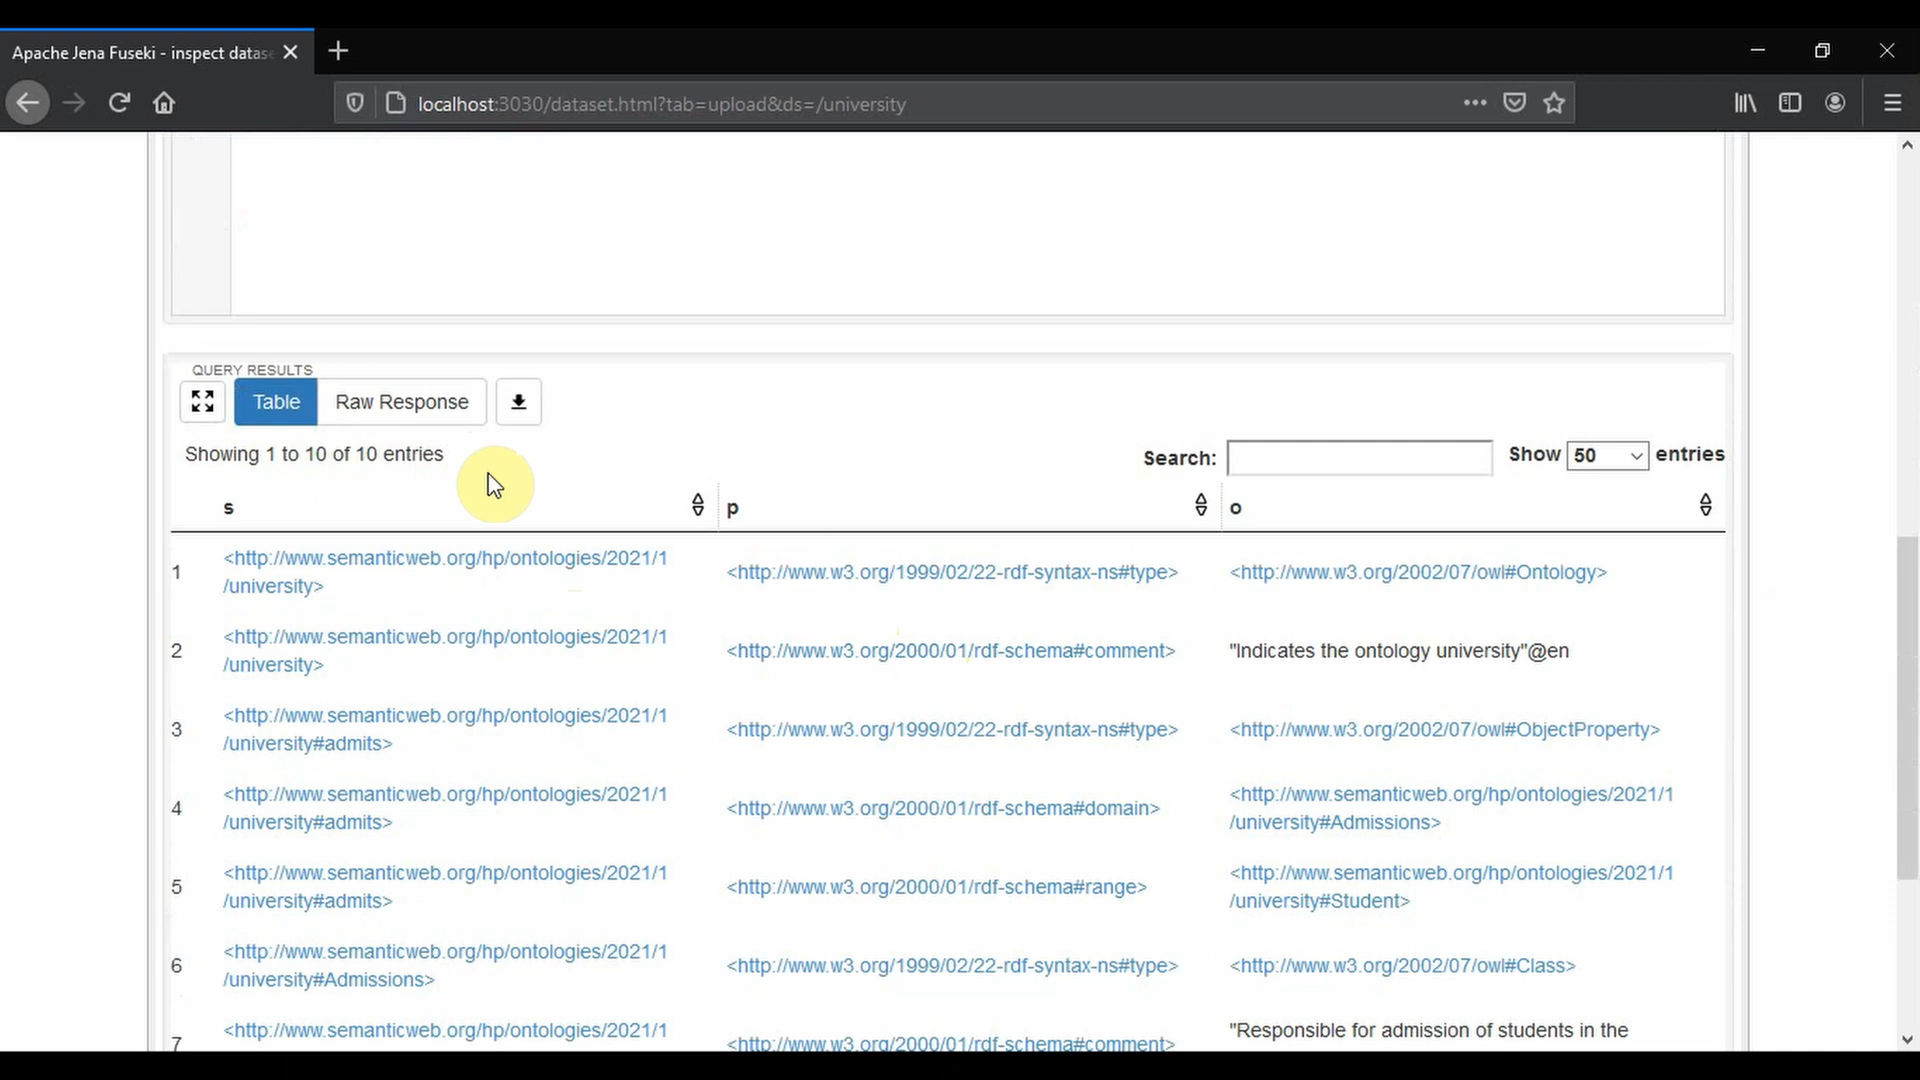 Apache Jena Fuseki - inspect datase
localhost:3030/dataset.html?tab=upload&ds=/university
QUERY RESULTS
Table Raw Response
Showing 1 to 10 of 10 entries Search: Show 50 entries
s p o
1 <http://www.semanticweb.org/hp/ontologies/2021/1 <http://www.w3.org/1999/02/22-rdf-syntax-ns#type> <http://www.w3.org/2002/07/owl#Ontology>
/university>
2 <http://www.semanticweb.org/hp/ontologies/2021/1 <http://www.w3.org/2000/01/rdf-schema#comment> "Indicates the ontology university"@en
/university>
3 <http://www.semanticweb.org/hp/ontologies/2021/1 <http://www.w3.org/1999/02/22-rdf-syntax-ns#type> <http://www.w3.org/2002/07/owl#ObjectProperty>
/university#admits>
4 <http://www.semanticweb.org/hp/ontologies/2021/1 <http://www.w3.org/2000/01/rdf-schema#domain> <http://www.semanticweb.org/hp/ontologies/2021/1
/university#admits> /university#Admissions>
5 <http://www.semanticweb.org/hp/ontologies/2021/1 <http://www.w3.org/2000/01/rdf-schema#range> <http://www.semanticweb.org/hp/ontologies/2021/1
/university#admits> /university#Student>
6 <http://www.semanticweb.org/hp/ontologies/2021/1 <http://www.w3.org/1999/02/22-rdf-syntax-ns#type> <http://www.w3.org/2002/07/owl#Class>
/university#Admissions>
7 <http://www.semanticweb.org/hp/ontologies/2021/1 <http://www.w3.org/2000/01/rdf-schema#comment> "Responsible for admission of students in the